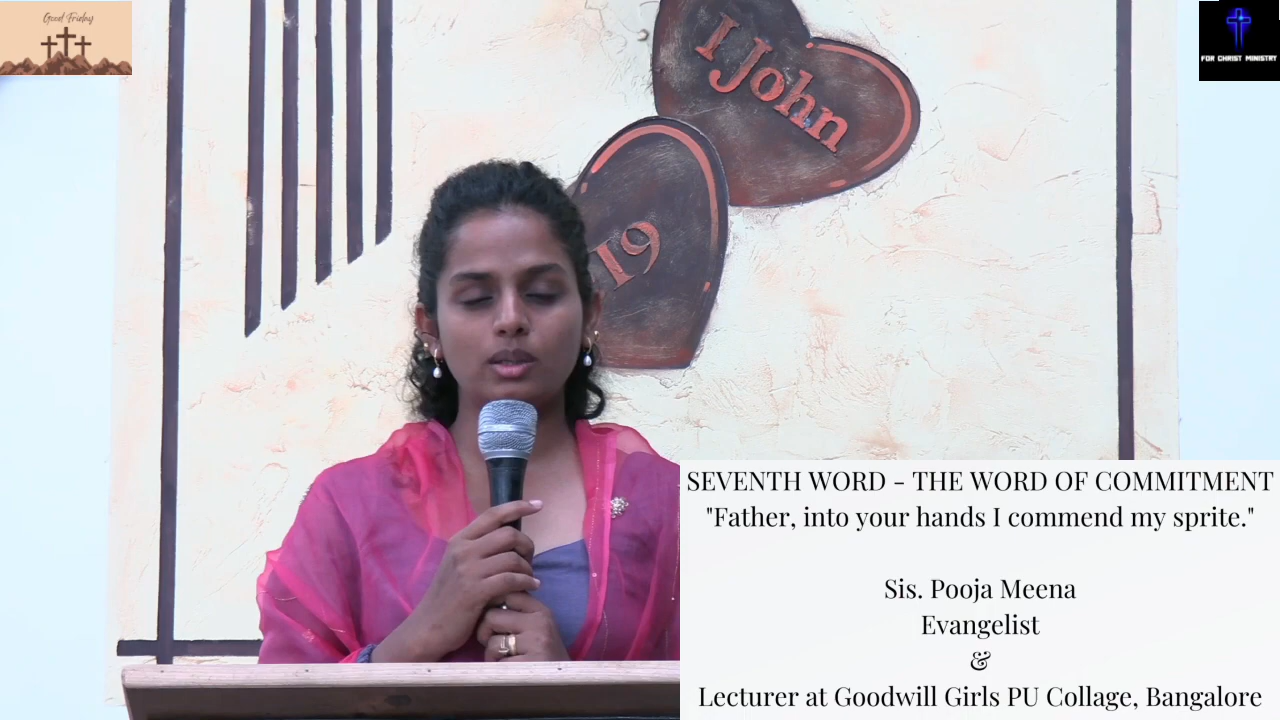 Good Friday
FOR CHRIST MINISTRY
I John
19
SEVENTH WORD - THE WORD OF COMMITMENT
"Father, into your hands I commend my sprite."
Sis. Pooja Meena
Evangelist
&
Lecturer at Goodwill Girls PU Collage, Bangalore